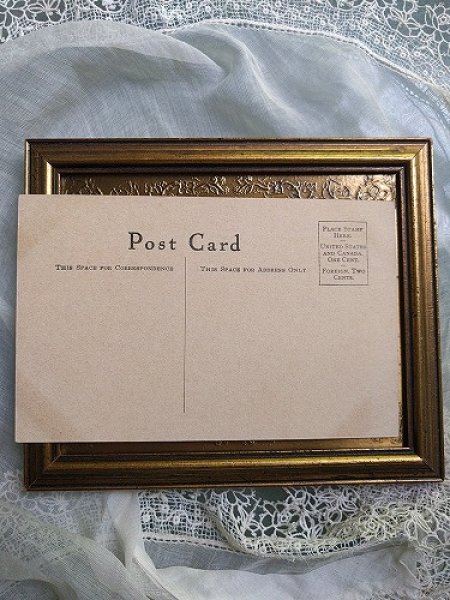 Post Card
This Space for Correspondence
This Space for Address Only
Place Stamp
Here.
United States
and Canada,
One Cent.
Foreign, Two
Cents.